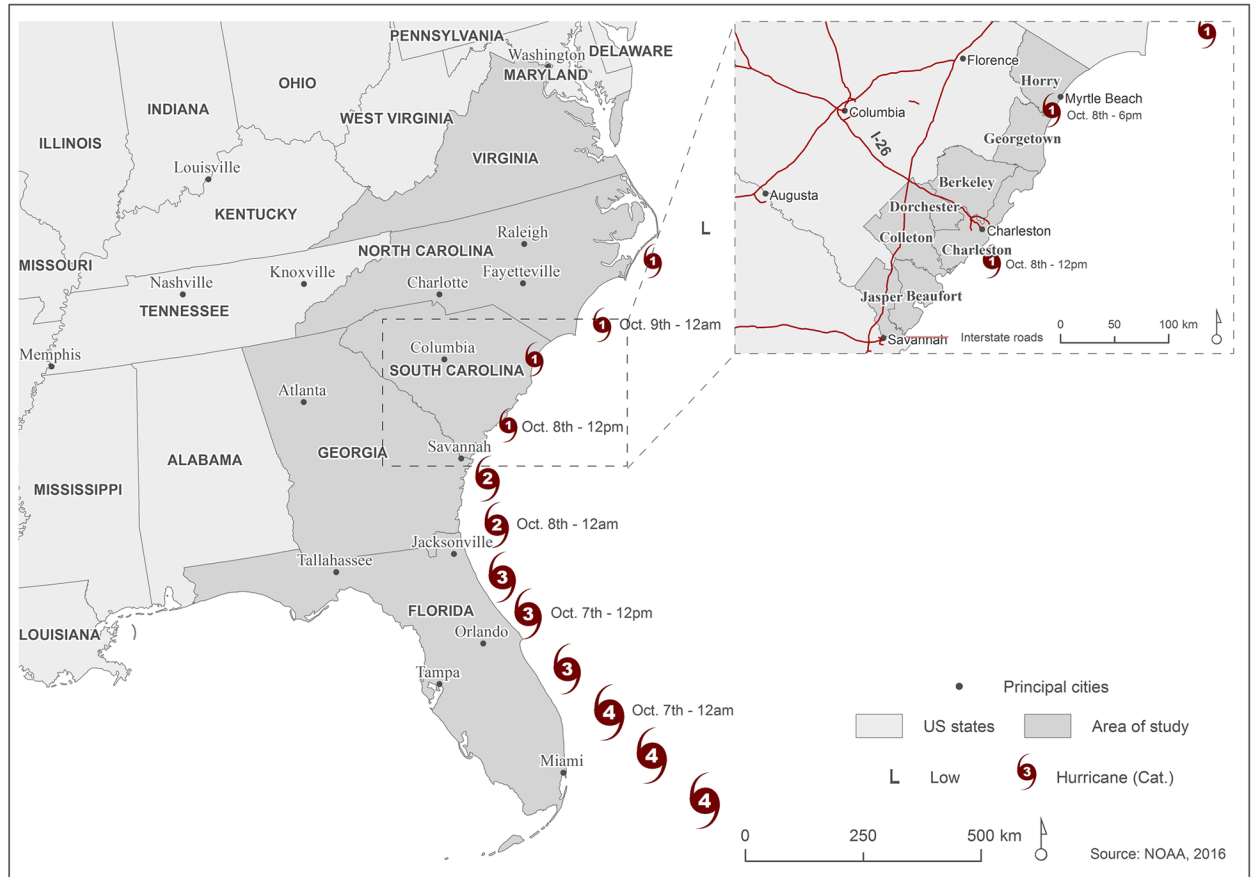 PENNSYLVANIA
DELAWARE
Washington
MARYLAND
OHIO
INDIANA
WEST VIRGINIA
ILLINOIS
VIRGINIA
Louisville
KENTUCKY
Raleigh
NORTH CAROLINA
MISSOURI
Knoxville
Fayetteville
Nashville
Charlotte
TENNESSEE
Memphis
Columbia
SOUTH CAROLINA
Atlanta
Savannah
GEORGIA
ALABAMA
MISSISSIPPI
Jacksonville
Tallahassee
FLORIDA
LOUISIANA
Orlando
Tampa
Miami
L
1
1 Oct. 9th - 12am
1
1 Oct. 8th - 12pm
2
2 Oct. 8th - 12am
3
3 Oct. 7th - 12pm
3
4 Oct. 7th - 12am
4
4
1
Florence
Horry
Myrtle Beach
1 Oct. 8th - 6pm
Columbia
I-26
Georgetown
Berkeley
Augusta
Dorchester
Charleston
Colleton
Charleston
1 Oct. 8th - 12pm
Jasper
Beaufort
Savannah
Interstate roads
0 50 100 km
Principal cities
US states
Area of study
L Low
3 Hurricane (Cat.)
0 250 500 km
Source: NOAA, 2016